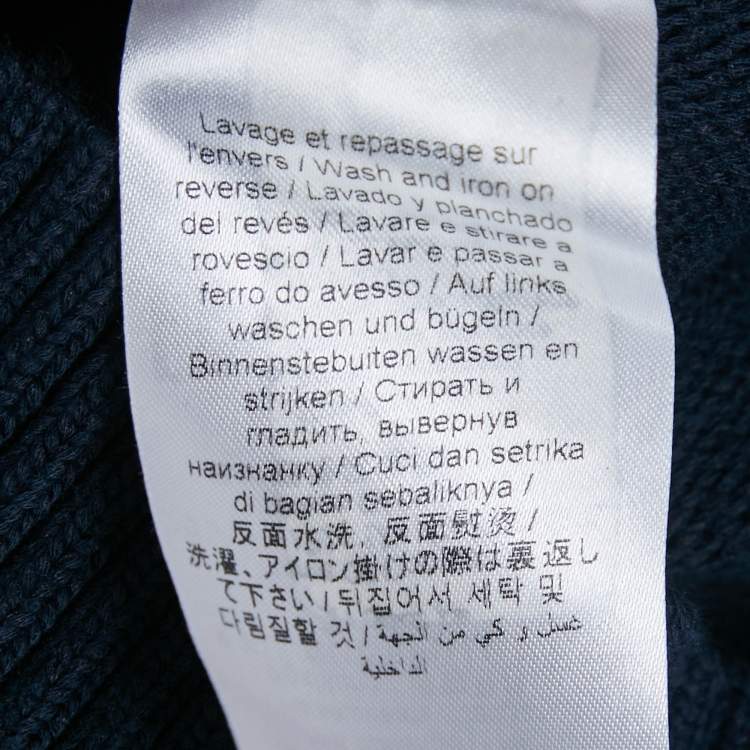 Lavage et repassage sur
l'envers / Wash and iron on
reverse / Lavado y planchado
del revés / Lavare e stirare a
rovescio / Lavar e passar a
ferro do avesso / Auf links
waschen und bügeln /
Binnenstebuiten wassen en
strijken / Стирать и
гладить, вывернув
наизнанку / Cuci dan setrika
di bagian sebaliknya /
反面水洗, 反面熨烫 /
洗濯、アイロン掛けの際は裏返し
て下さい / 뒤집어서 세탁 및
다림질할 것 / غسل و كي من الجهة
الداخلية